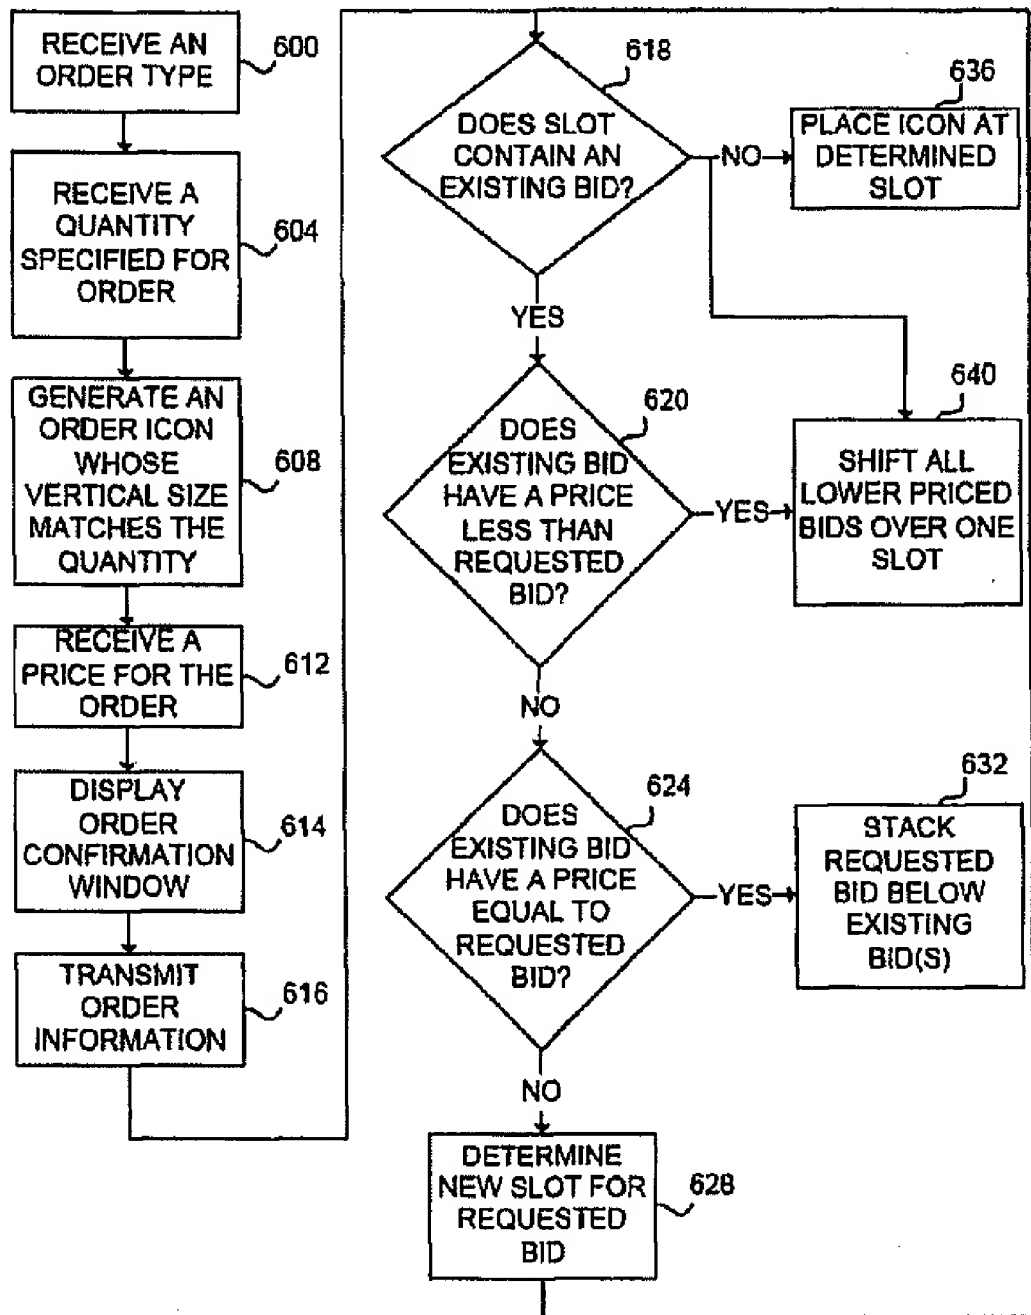 RECEIVE AN
ORDER TYPE
600
RECEIVE A
QUANTITY
SPECIFIED FOR
ORDER
604
GENERATE AN
ORDER ICON
WHOSE
VERTICAL SIZE
MATCHES THE
QUANTITY
608
RECEIVE A
PRICE FOR THE
ORDER
612
DISPLAY
ORDER
CONFIRMATION
WINDOW
614
TRANSMIT
ORDER
INFORMATION
616
DOES SLOT
CONTAIN AN
EXISTING BID?
618
NO
PLACE ICON AT
DETERMINED
SLOT
636
YES
DOES
EXISTING BID
HAVE A PRICE
LESS THAN
REQUESTED
BID?
620
YES
SHIFT ALL
LOWER PRICED
BIDS OVER ONE
SLOT
640
NO
DOES
EXISTING BID
HAVE A PRICE
EQUAL TO
REQUESTED
BID?
624
YES
STACK
REQUESTED
BID BELOW
EXISTING
BID(S)
632
NO
DETERMINE
NEW SLOT FOR
REQUESTED
BID
628